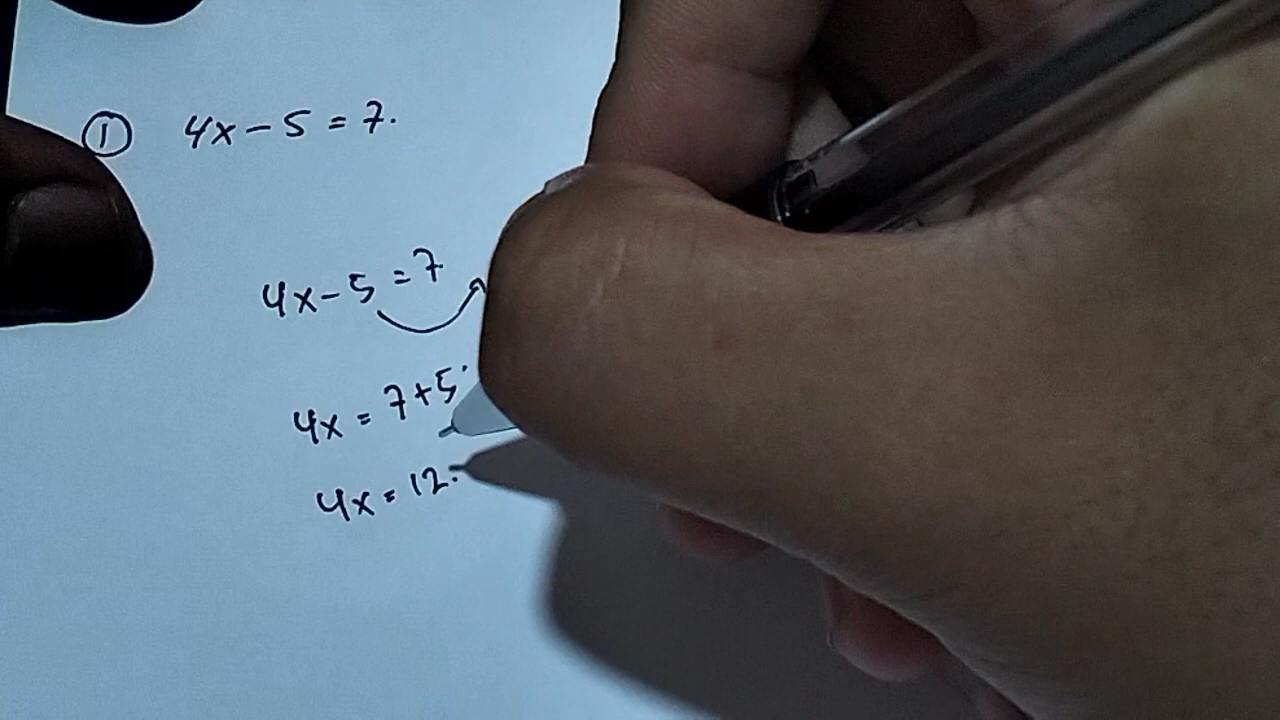 ① 4x - 5 = 7.
4x - 5 = 7
4x = 7 + 5.
4x = 12.